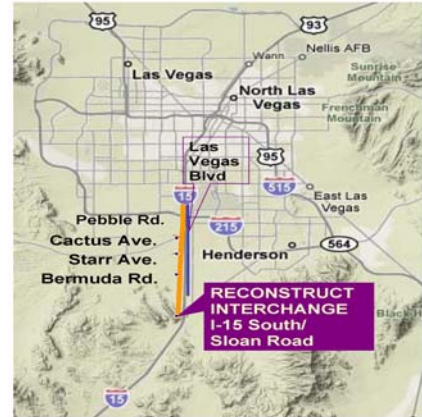 95
93
Nellis AFB
Wann
Las Vegas
Sunrise
Mountain
North Las
Vegas
Frenchman
Mountain
Las
Vegas
Blvd
95
15
515
East Las
Vegas
Pebble Rd.
215
Cactus Ave.
Henderson
564
Starr Ave.
Bermuda Rd.
RECONSTRUCT
INTERCHANGE
I-15 South/
Sloan Road
Black
15